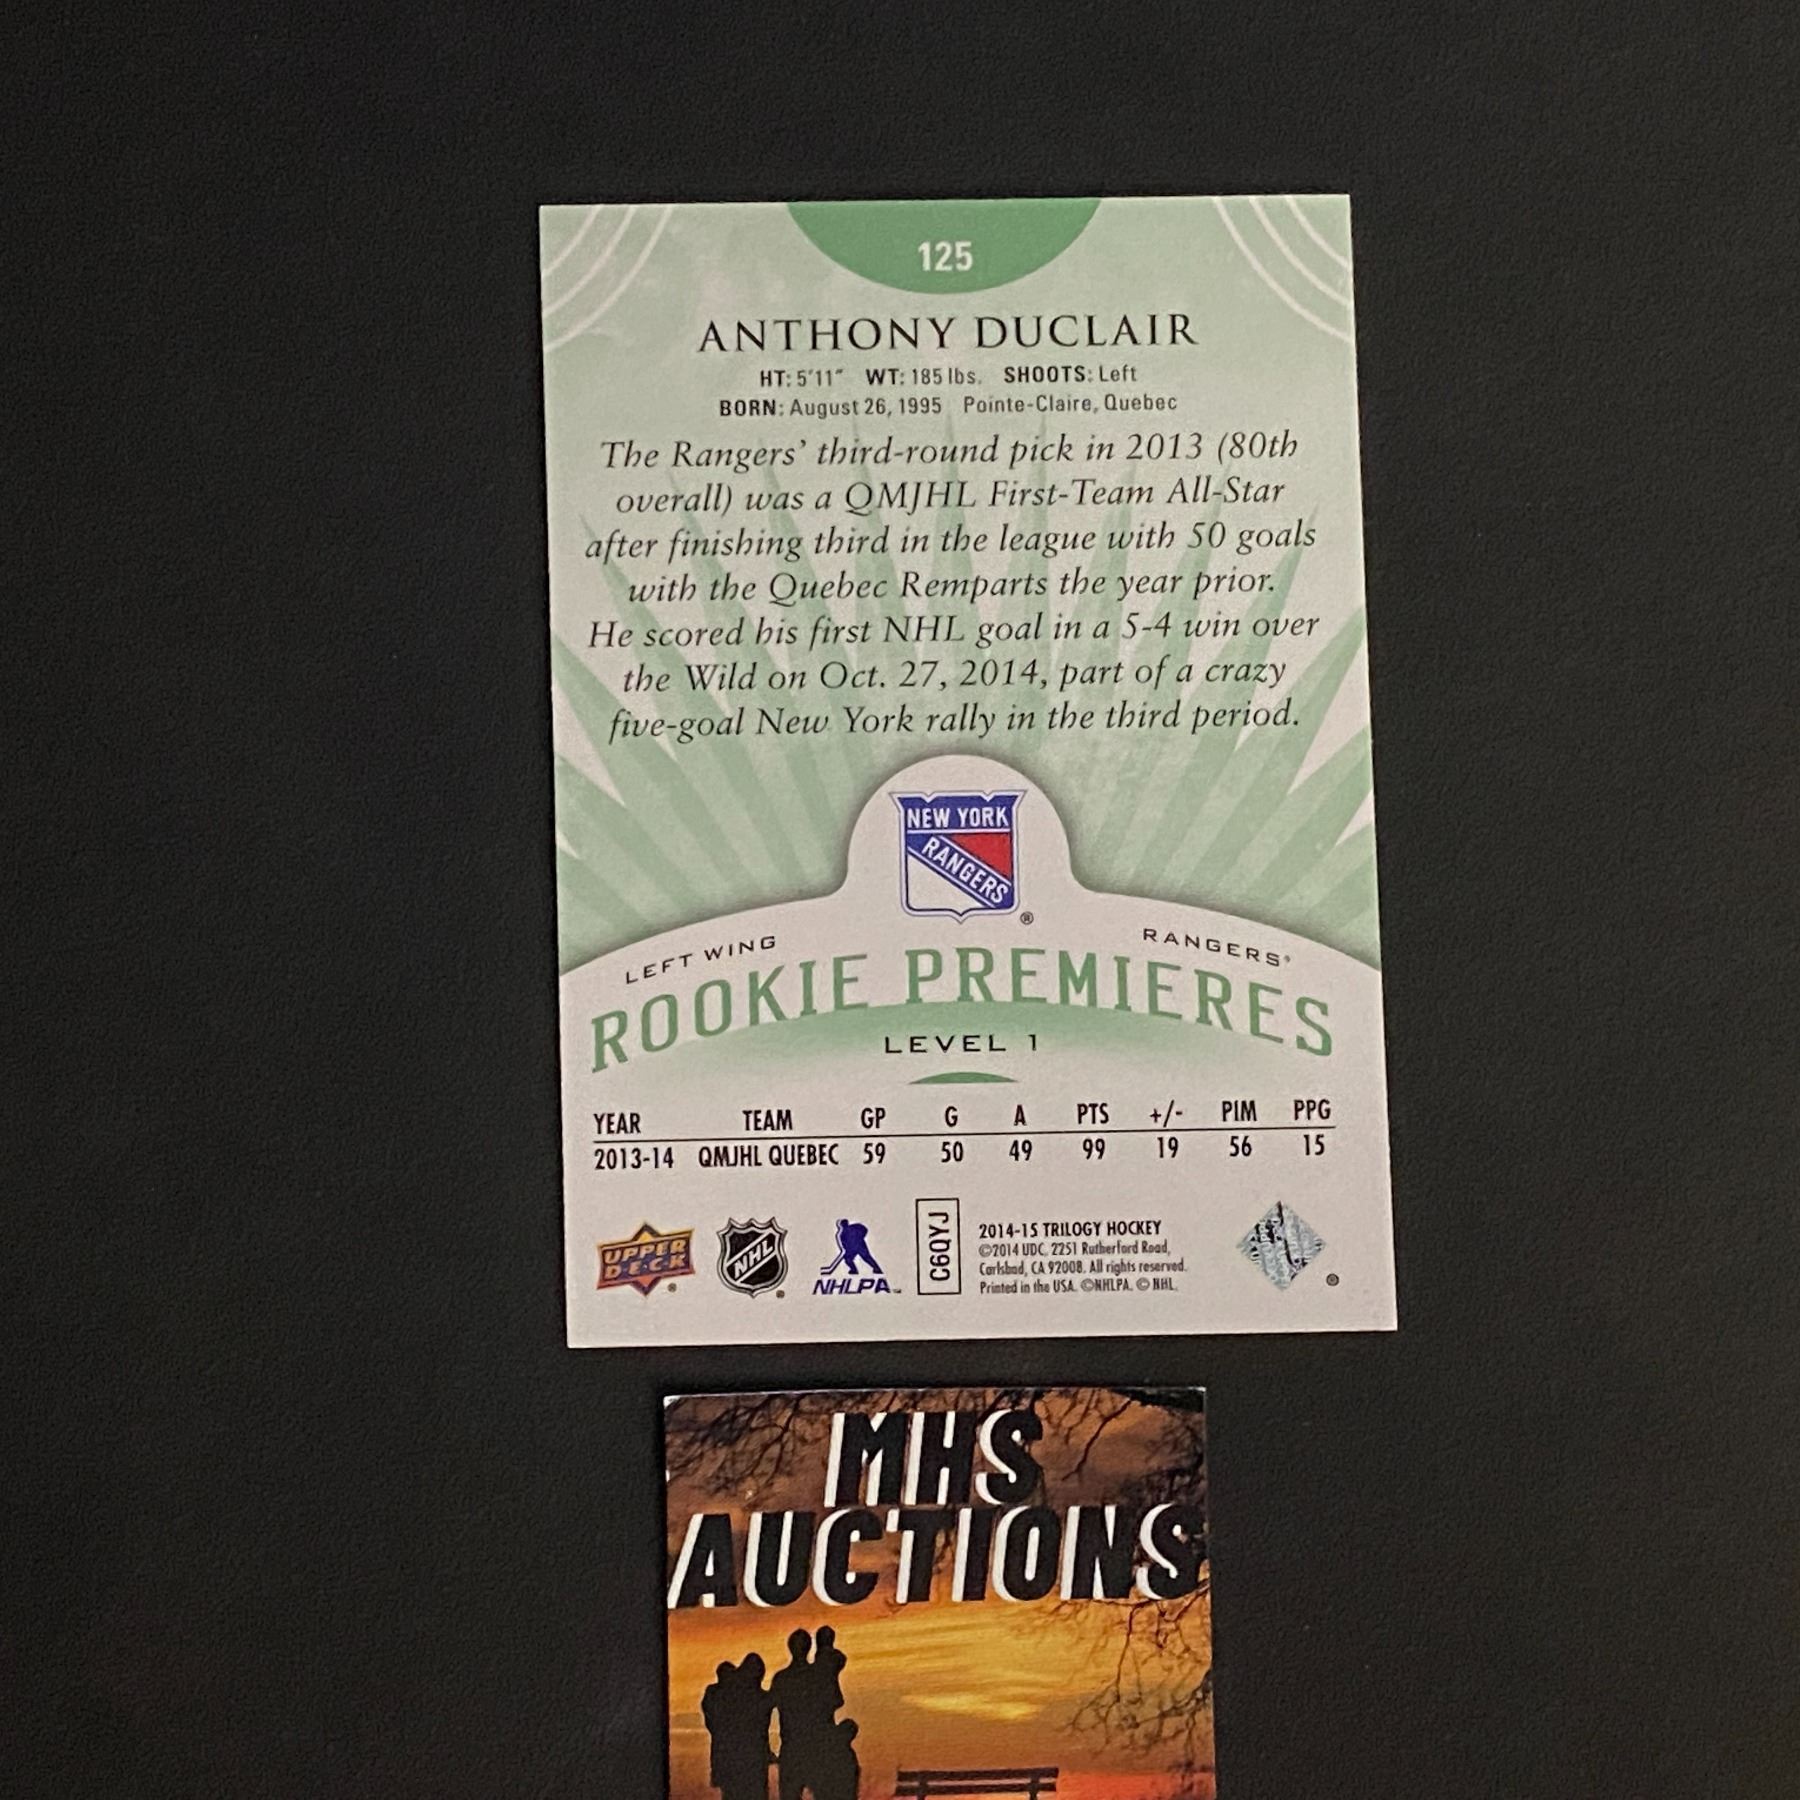 125
ANTHONY DUCLAIR
HT: 5'11" WT: 185 lbs. SHOOTS: Left
BORN: August 26, 1995 Pointe-Claire, Quebec
The Rangers' third-round pick in 2013 (80th
overall) was a QMJHL First-Team All-Star
after finishing third in the league with 50 goals
with the Quebec Remparts the year prior.
He scored his first NHL goal in a 5-4 win over
the Wild on Oct. 27, 2014, part of a crazy
five-goal New York rally in the third period.
NEW YORK
RANGERS
®
LEFT WING
RANGERS®
ROOKIE PREMIERES
LEVEL 1
YEAR TEAM GP G A PTS +/- PIM PPG
2013-14 QMJHL QUEBEC 59 50 49 99 19 56 15
UPPER
DECK®
NHL®
NHLPA™
C6QYJ
2014-15 TRILOGY HOCKEY
©2014 UDC, 2251 Rutherford Road,
Carlsbad, CA 92008. All rights reserved.
Printed in the USA. ©NHLPA. © NHL.
®
MHS
AUCTIONS